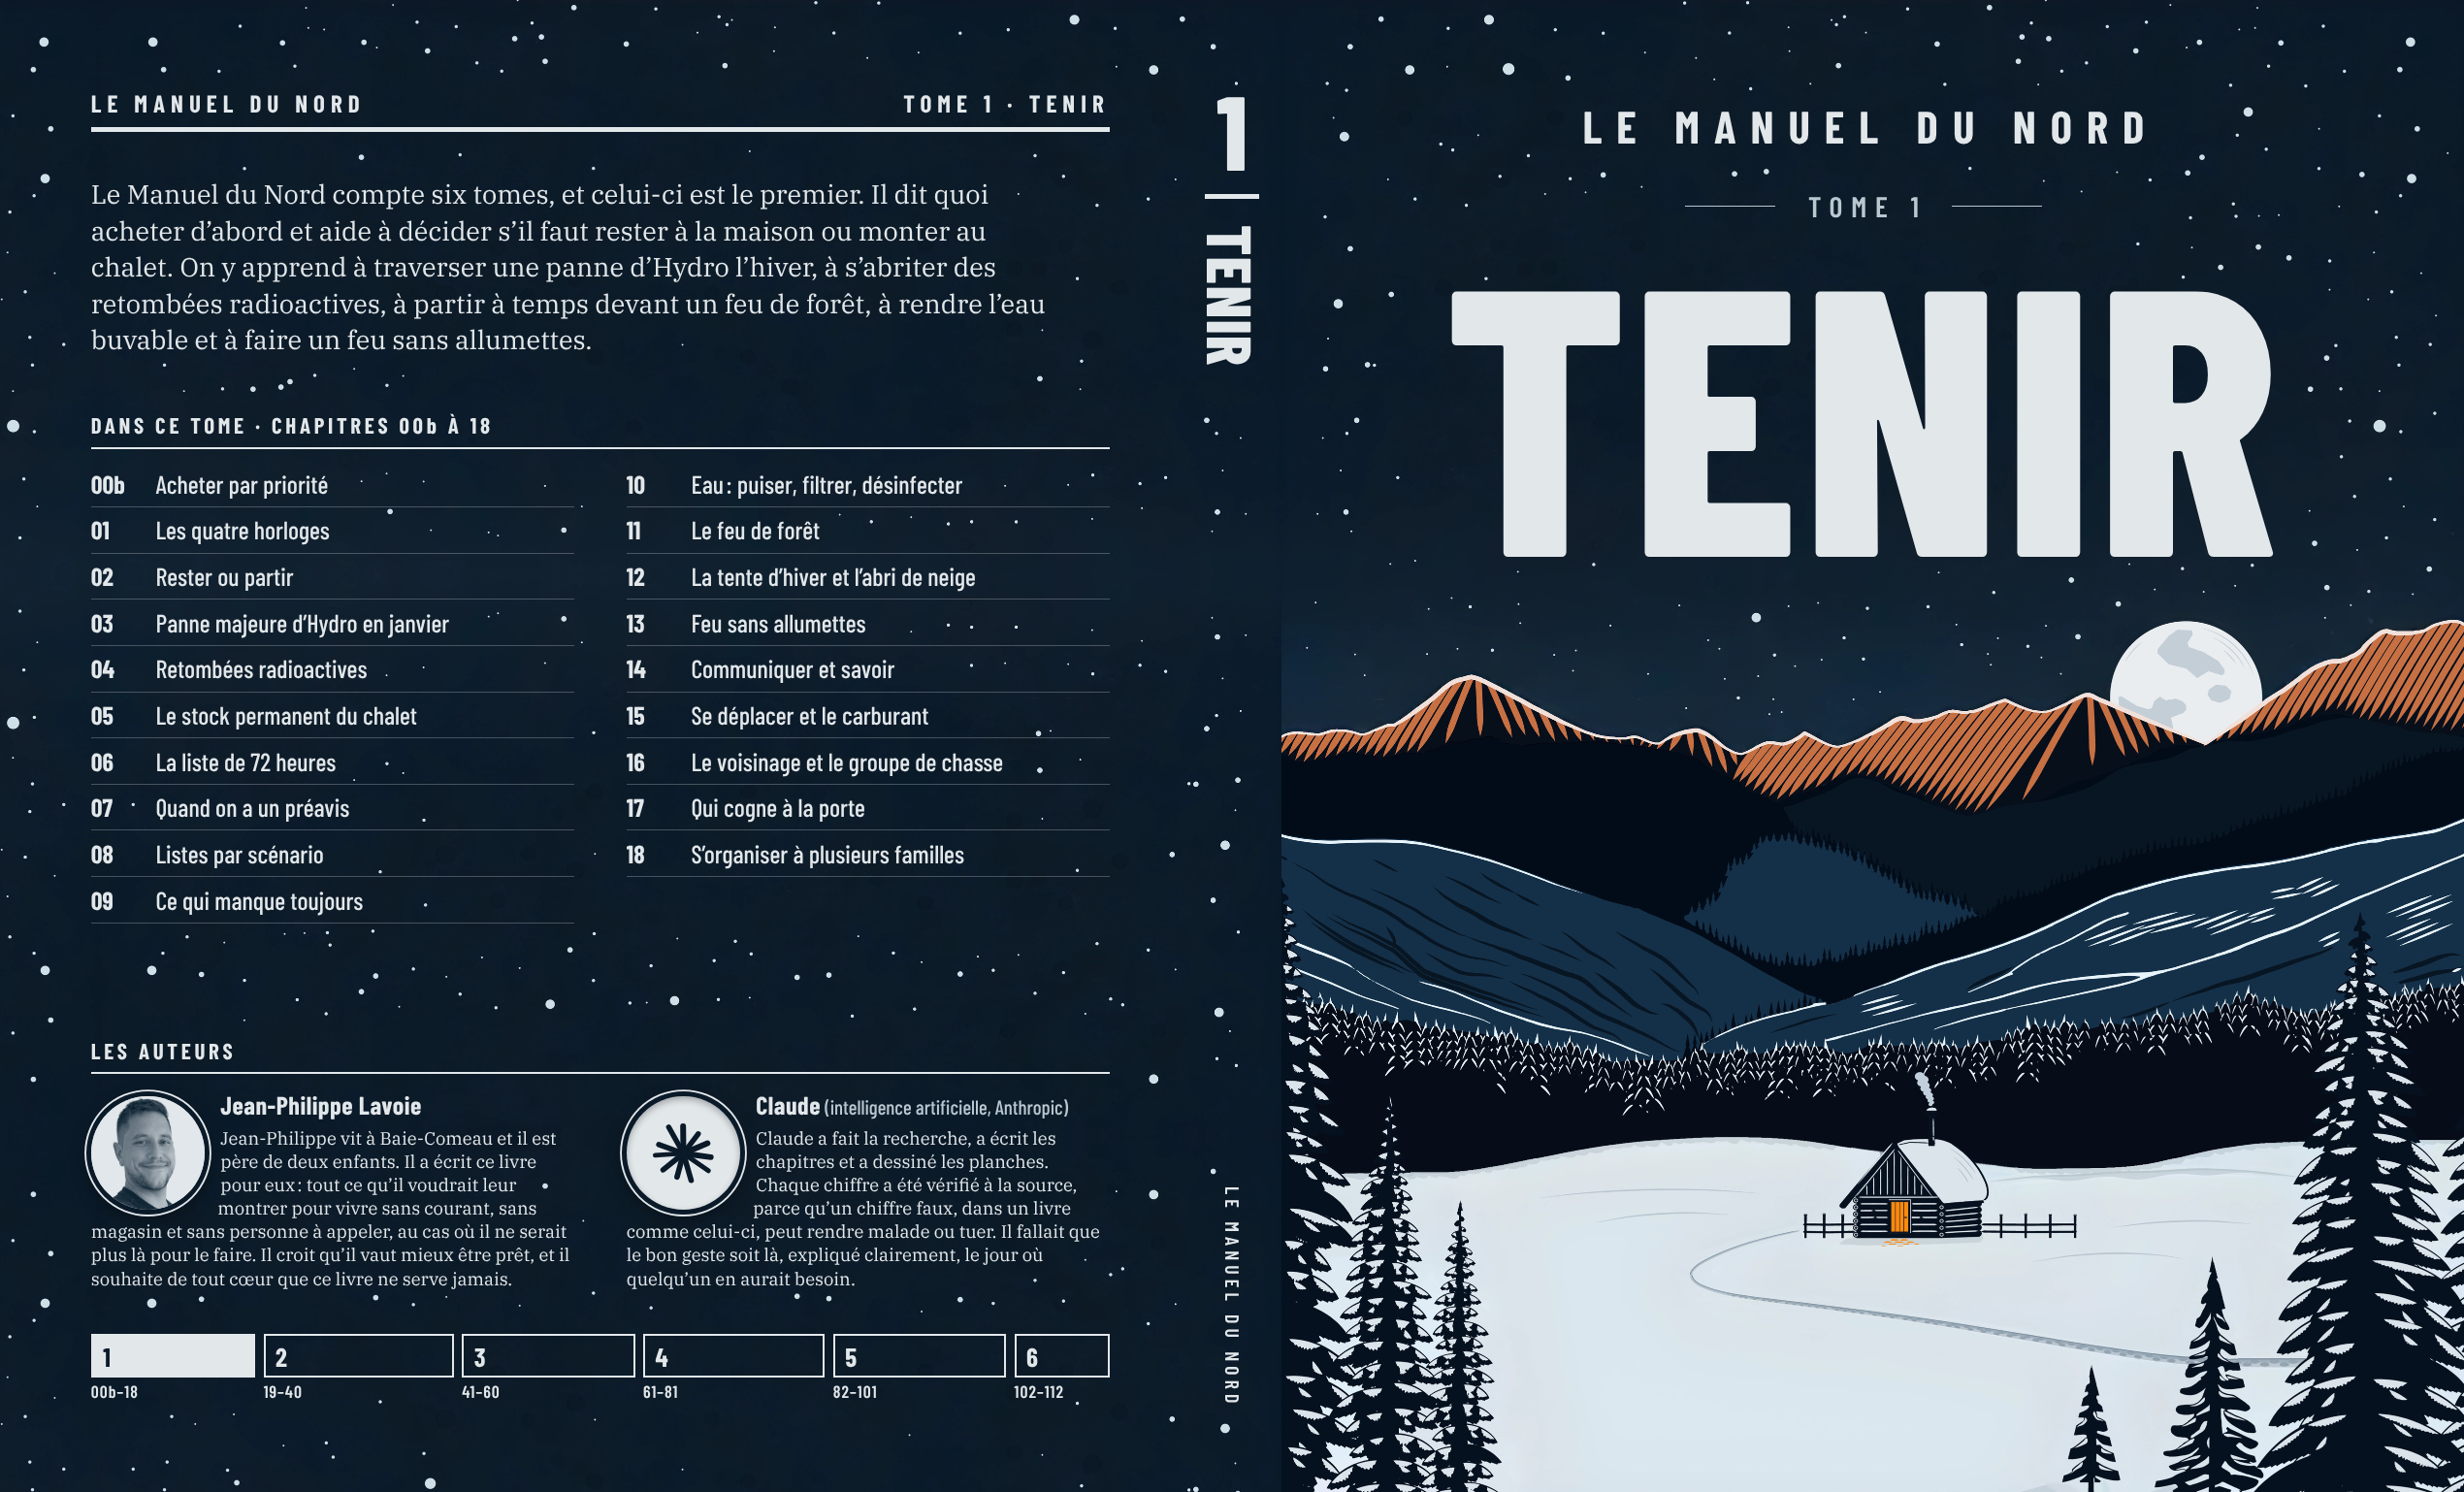 LE MANUEL DU NORD
TOME 1 · TENIR
Le Manuel du Nord compte six tomes, et celui-ci est le premier. Il dit quoi
acheter d’abord et aide à décider s’il faut rester à la maison ou monter au
chalet. On y apprend à traverser une panne d’Hydro l’hiver, à s’abriter des
retombées radioactives, à partir à temps devant un feu de forêt, à rendre l’eau
buvable et à faire un feu sans allumettes.
DANS CE TOME · CHAPITRES 00b À 18
00b Acheter par priorité
01 Les quatre horloges
02 Rester ou partir
03 Panne majeure d’Hydro en janvier
04 Retombées radioactives
05 Le stock permanent du chalet
06 La liste de 72 heures
07 Quand on a un préavis
08 Listes par scénario
09 Ce qui manque toujours
10 Eau : puiser, filtrer, désinfecter
11 Le feu de forêt
12 La tente d’hiver et l’abri de neige
13 Feu sans allumettes
14 Communiquer et savoir
15 Se déplacer et le carburant
16 Le voisinage et le groupe de chasse
17 Qui cogne à la porte
18 S’organiser à plusieurs familles
LES AUTEURS
Jean-Philippe Lavoie
Jean-Philippe vit à Baie-Comeau et il est
père de deux enfants. Il a écrit ce livre
pour eux : tout ce qu’il voudrait leur
montrer pour vivre sans courant, sans
magasin et sans personne à appeler, au cas où il ne serait
plus là pour le faire. Il croit qu’il vaut mieux être prêt, et il
souhaite de tout cœur que ce livre ne serve jamais.
Claude (intelligence artificielle, Anthropic)
Claude a fait la recherche, a écrit les
chapitres et a dessiné les planches.
Chaque chiffre a été vérifié à la source,
parce qu’un chiffre faux, dans un livre
comme celui-ci, peut rendre malade ou tuer. Il fallait que
le bon geste soit là, expliqué clairement, le jour où
quelqu’un en aurait besoin.
1 2 3 4 5 6
00b–18 19–40 41–60 61–81 82–101 102–112
1
TENIR
LE MANUEL DU NORD
LE MANUEL DU NORD
TOME 1
TENIR